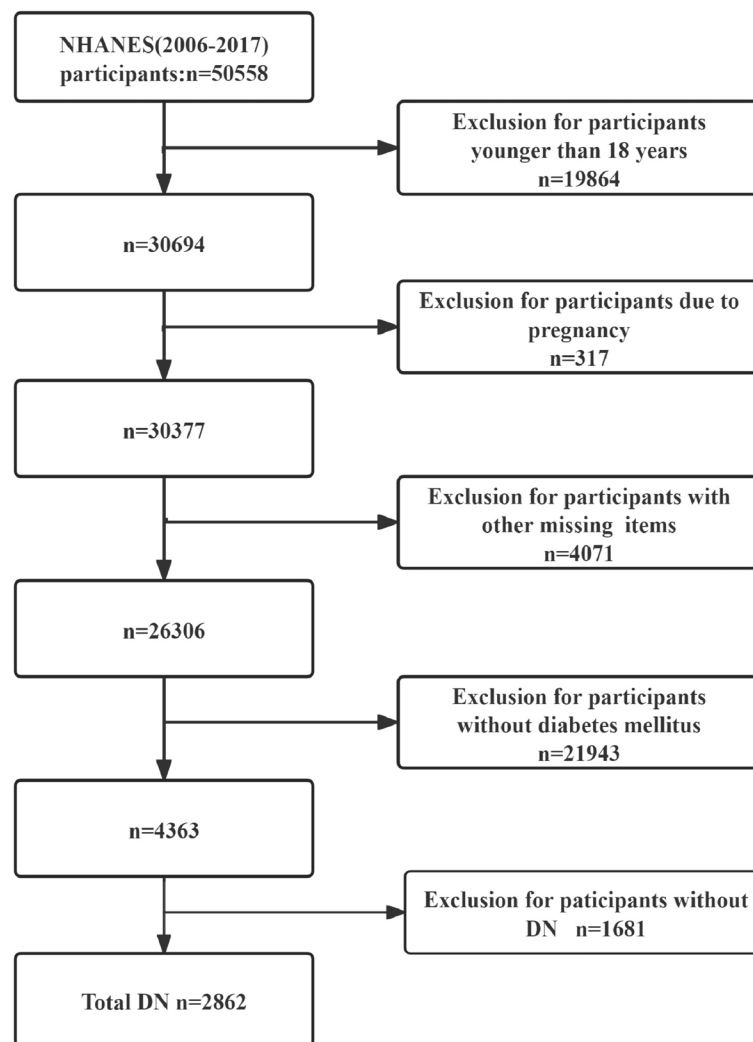 NHANES(2006-2017)
participants:n=50558
Exclusion for participants
younger than 18 years
n=19864
n=30694
Exclusion for participants due to
pregnancy
n=317
n=30377
Exclusion for participants with
other missing items
n=4071
n=26306
Exclusion for participants
without diabetes mellitus
n=21943
n=4363
Exclusion for paticipants without
DN n=1681
Total DN n=2862